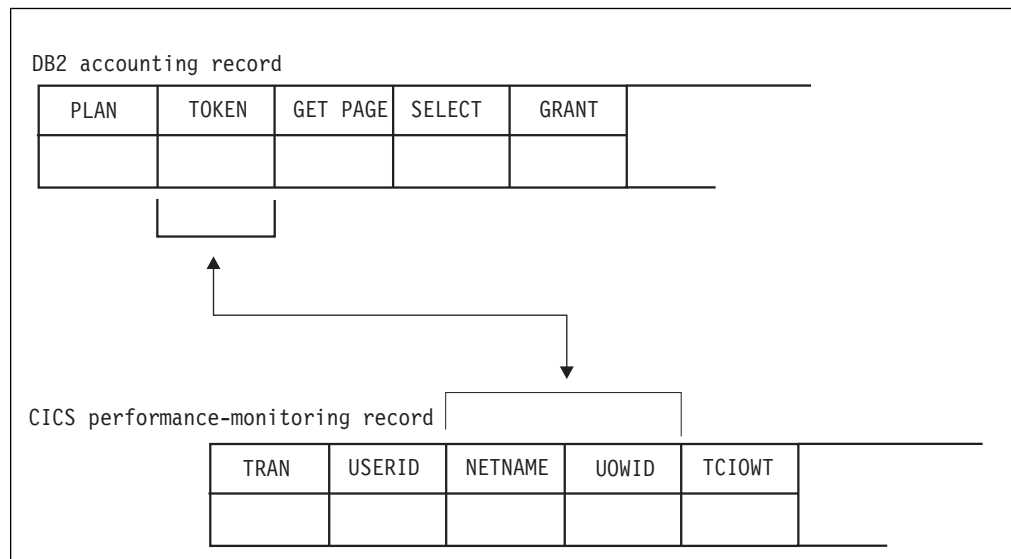 DB2 accounting record
PLAN TOKEN GET PAGE SELECT GRANT
CICS performance-monitoring record
TRAN USERID NETNAME UOWID TCIOWT